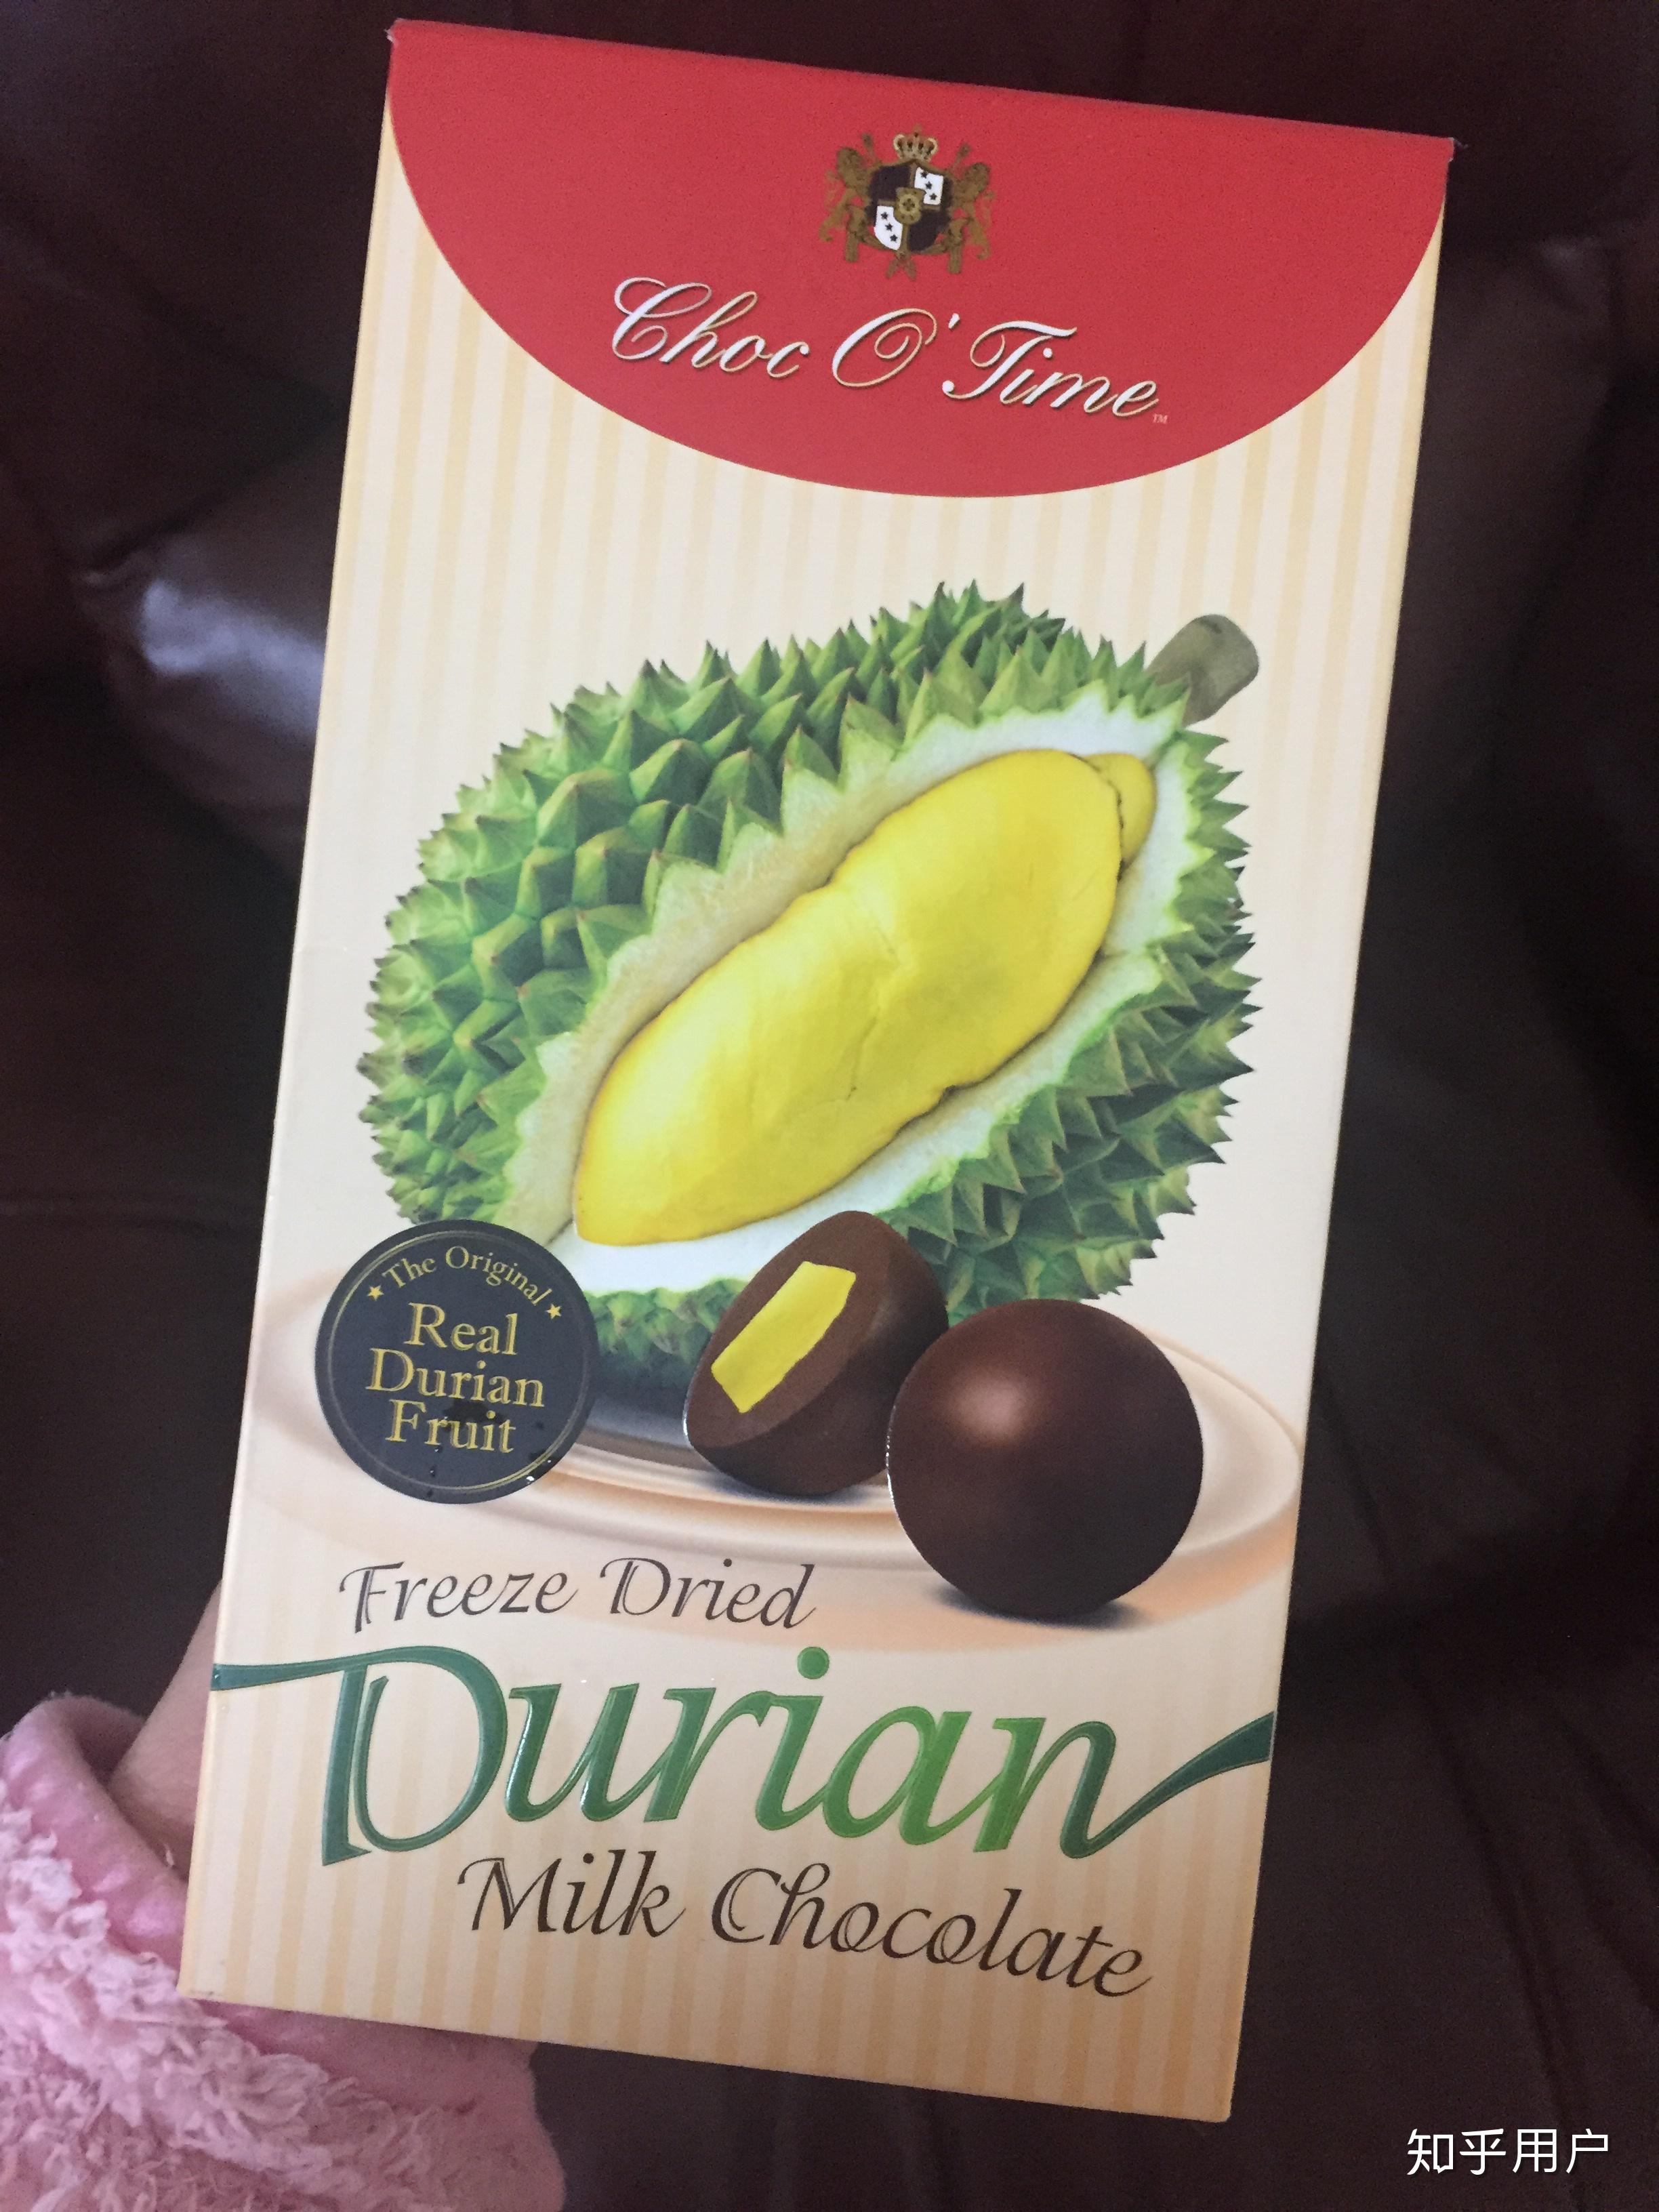 Choc O' Time
TM
The Original
Real
Durian
Fruit
Freeze Dried
Durian
Milk Chocolate
知乎用户